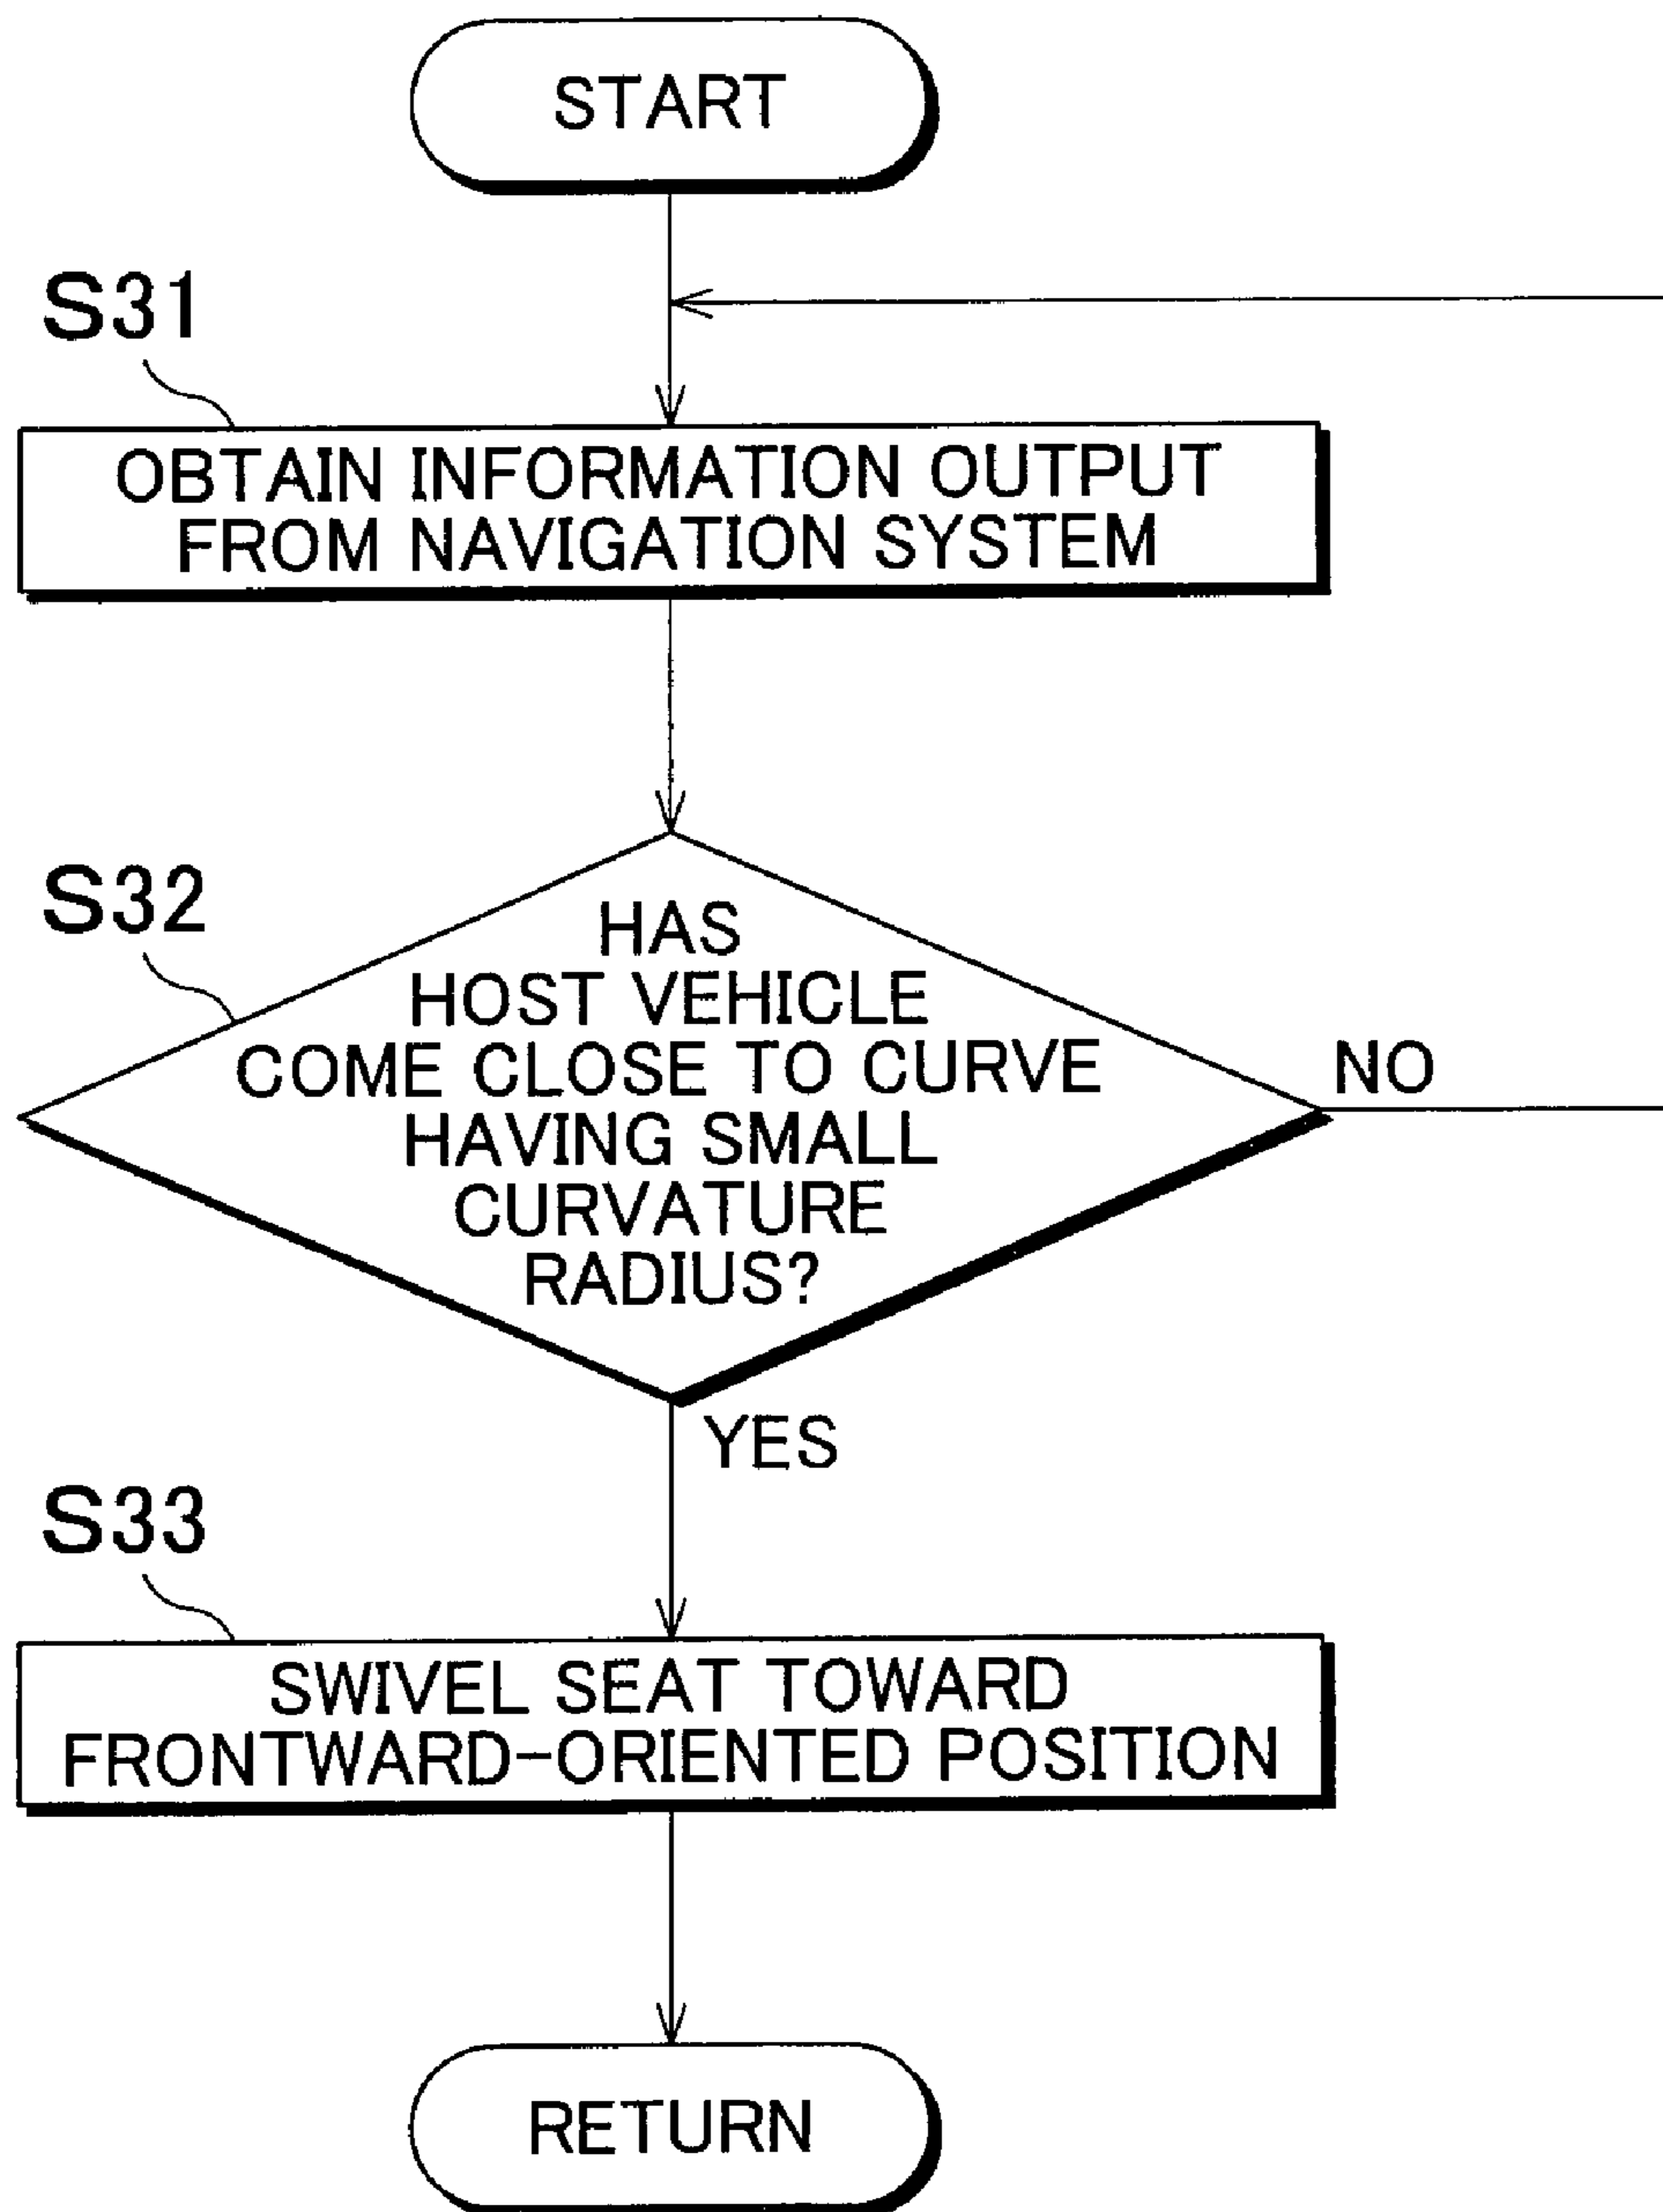 START
S31
OBTAIN INFORMATION OUTPUT
FROM NAVIGATION SYSTEM
S32
HAS
HOST VEHICLE
COME CLOSE TO CURVE
HAVING SMALL
CURVATURE
RADIUS?
NO
YES
S33
SWIVEL SEAT TOWARD
FRONTWARD-ORIENTED POSITION
RETURN